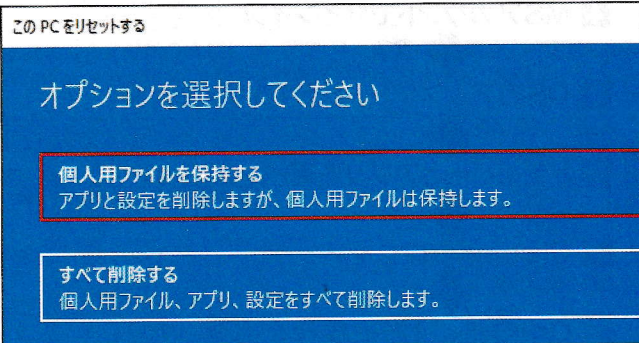 この PC をリセットする
オプションを選択してください
個人用ファイルを保持する
アプリと設定を削除しますが、個人用ファイルは保持します。
すべて削除する
個人用ファイル、アプリ、設定をすべて削除します。